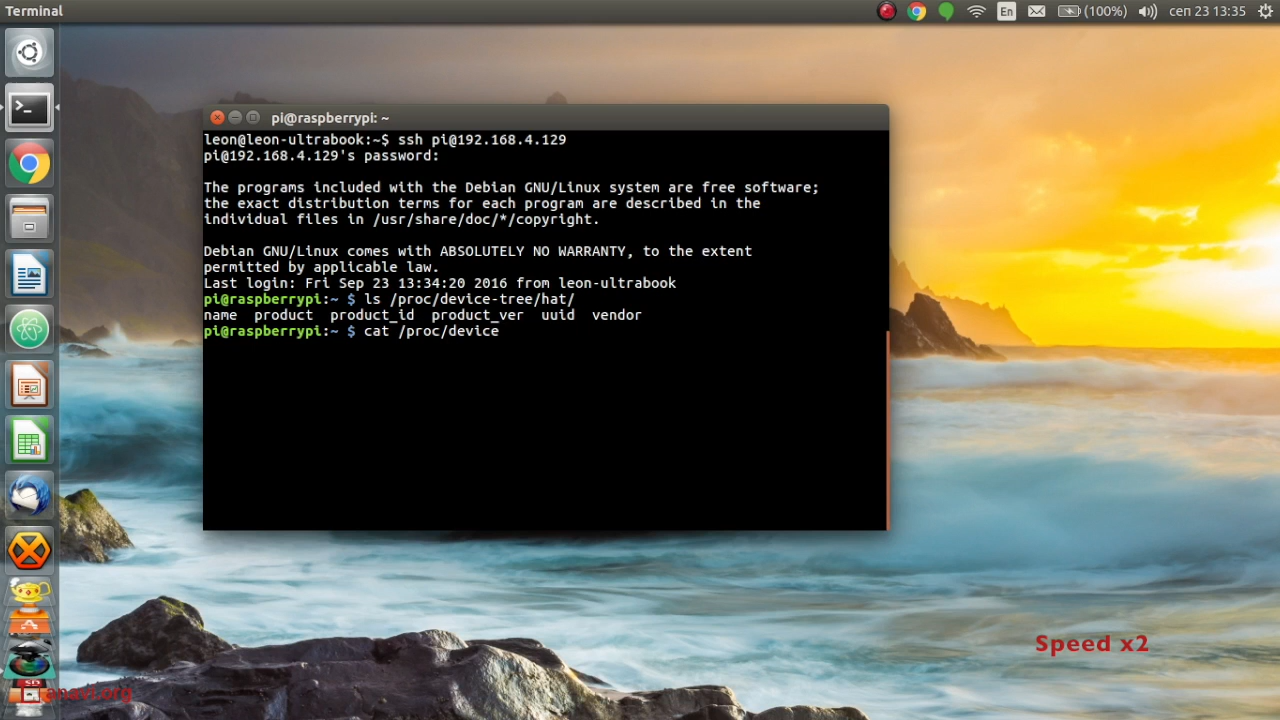 Terminal
En
(100%)
сеп 23 13:35
pi@raspberrypi: ~
leon@leon-ultrabook:~$ ssh pi@192.168.4.129
pi@192.168.4.129's password:
The programs included with the Debian GNU/Linux system are free software;
the exact distribution terms for each program are described in the
individual files in /usr/share/doc/*/copyright.
Debian GNU/Linux comes with ABSOLUTELY NO WARRANTY, to the extent
permitted by applicable law.
Last login: Fri Sep 23 13:34:20 2016 from leon-ultrabook
pi@raspberrypi:~ $ ls /proc/device-tree/hat/
name product product_id product_ver uuid vendor
pi@raspberrypi:~ $ cat /proc/device
Speed x2
anavi.org